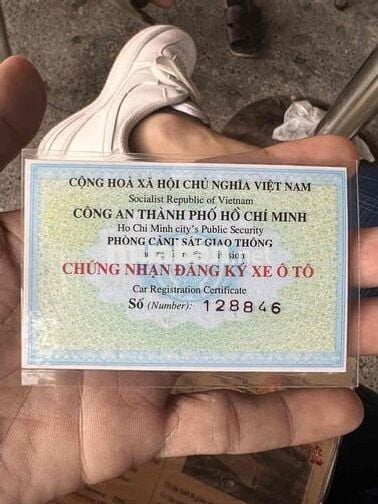 CỘNG HOÀ XÃ HỘI CHỦ NGHĨA VIỆT NAM
Socialist Republic of Vietnam
CÔNG AN THÀNH PHỐ HỒ CHÍ MINH
Ho Chi Minh city's Public Security
PHÒNG CẢNH SÁT GIAO THÔNG
CHỨNG NHẬN ĐĂNG KÝ XE Ô TÔ
Car Registration Certificate
Số (Number): 128846